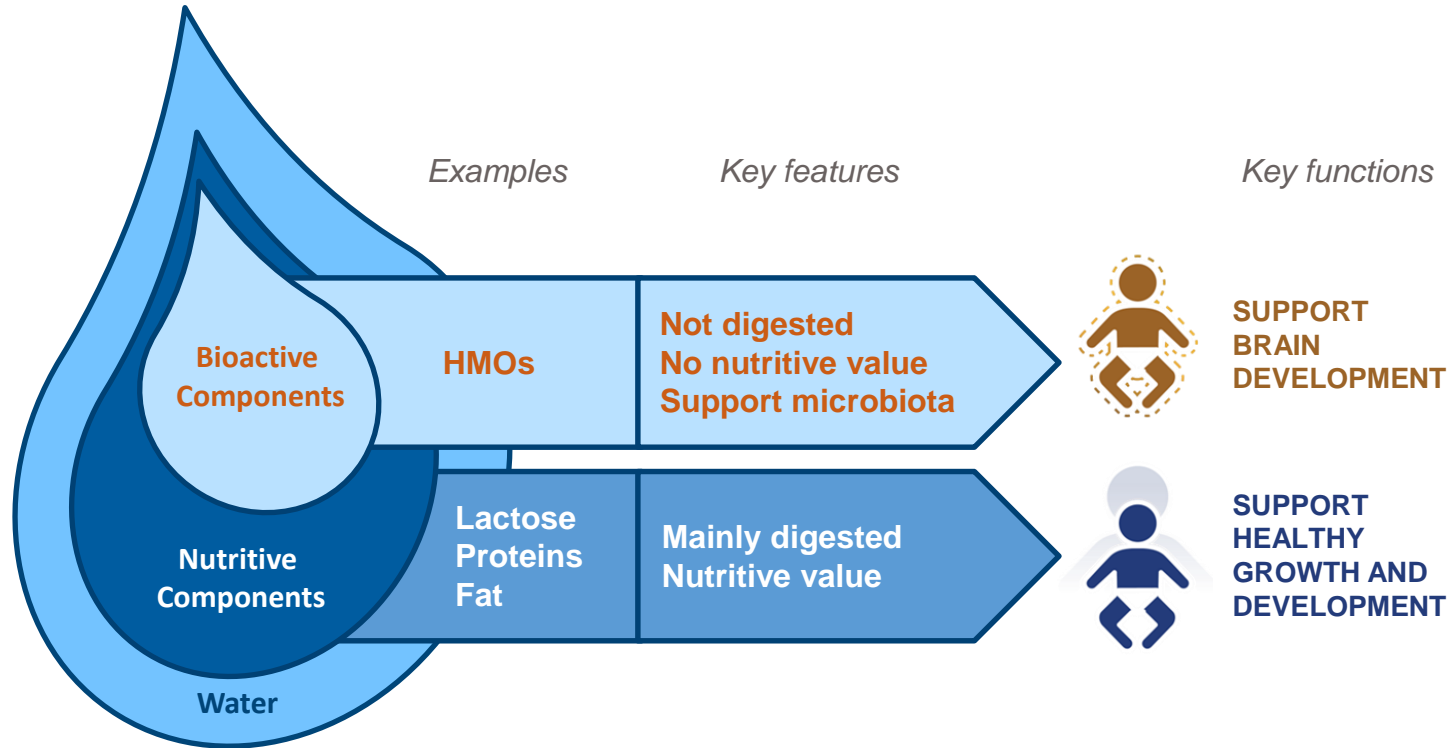 Examples
Key features
Key functions
Bioactive
Components
HMOs
Not digested
No nutritive value
Support microbiota
SUPPORT
BRAIN
DEVELOPMENT
Nutritive
Components
Lactose
Proteins
Fat
Mainly digested
Nutritive value
SUPPORT
HEALTHY
GROWTH AND
DEVELOPMENT
Water